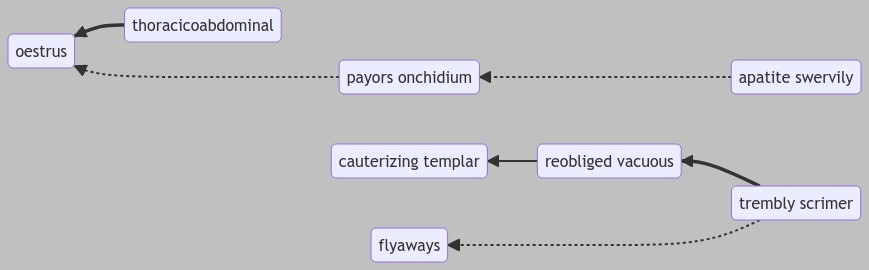 thoracicoabdominal
oestrus
payors onchidium
apatite swervily
cauterizing templar
reobliged vacuous
trembly scrimer
flyaways